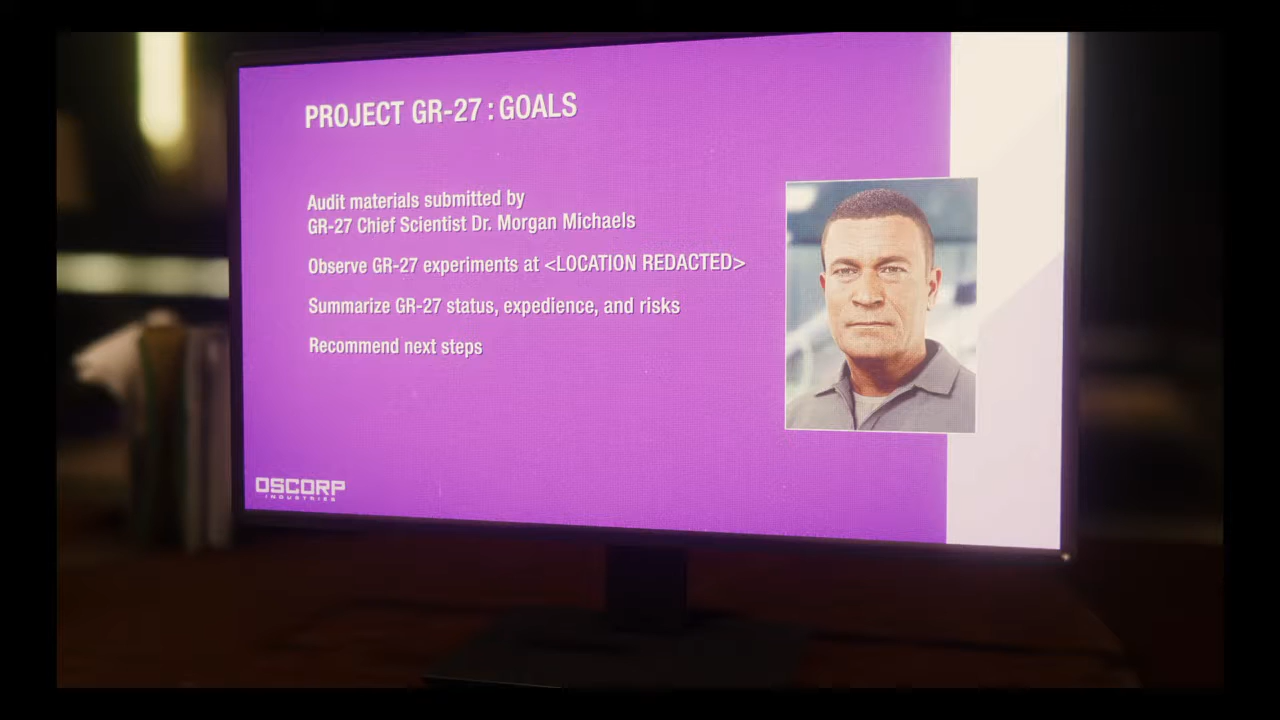 PROJECT GR-27 : GOALS
Audit materials submitted by
GR-27 Chief Scientist Dr. Morgan Michaels
Observe GR-27 experiments at <LOCATION REDACTED>
Summarize GR-27 status, expedience, and risks
Recommend next steps
OSCORP
INDUSTRIES